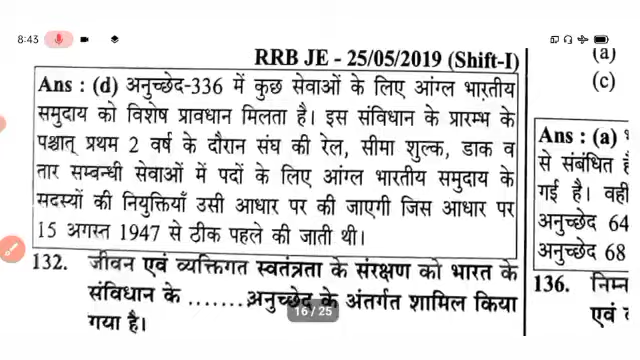 8:43
RRB JE - 25/05/2019 (Shift-I)
Ans : (d) अनुच्छेद-336 में कुछ सेवाओं के लिए आंग्ल भारतीय
समुदाय को विशेष प्रावधान मिलता है। इस संविधान के प्रारम्भ के
पश्चात् प्रथम 2 वर्ष के दौरान संघ की रेल, सीमा शुल्क, डाक व
तार सम्बन्धी सेवाओं में पदों के लिए आंग्ल भारतीय समुदाय के
सदस्यों की नियुक्तियाँ उसी आधार पर की जाएगी जिस आधार पर
15 अगस्त 1947 से ठीक पहले की जाती थी।
132. जीवन एवं व्यक्तिगत स्वतंत्रता के संरक्षण को भारत के
संविधान के ........अनुच्छेद के अंतर्गत शामिल किया
गया है।
16 / 25
(a)
(c)
Ans : (a)
से संबंधित
गई है। वही
अनुच्छेद 64
अनुच्छेद 68
136. निम्न
एवं